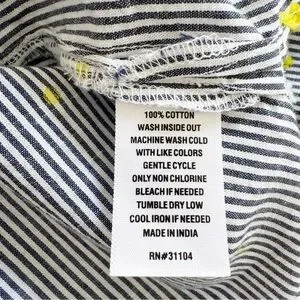 100% COTTON
WASH INSIDE OUT
MACHINE WASH COLD
WITH LIKE COLORS
GENTLE CYCLE
ONLY NON CHLORINE
BLEACH IF NEEDED
TUMBLE DRY LOW
COOL IRON IF NEEDED
MADE IN INDIA
RN#31104